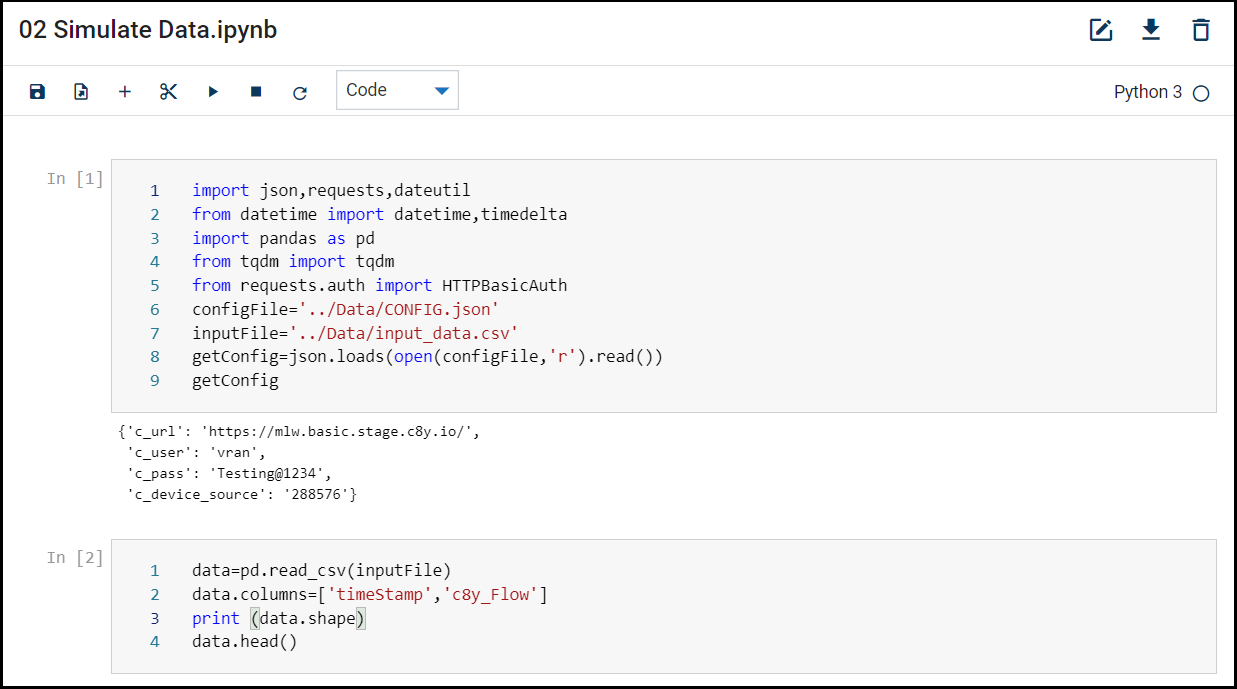 02 Simulate Data.ipynb
Code
Python 3
In [1]
1 import json,requests,dateutil
2 from datetime import datetime,timedelta
3 import pandas as pd
4 from tqdm import tqdm
5 from requests.auth import HTTPBasicAuth
6 configFile='../Data/CONFIG.json'
7 inputFile='../Data/input_data.csv'
8 getConfig=json.loads(open(configFile,'r').read())
9 getConfig
{'c_url': 'https://mlw.basic.stage.c8y.io/',
 'c_user': 'vran',
 'c_pass': 'Testing@1234',
 'c_device_source': '288576'}
In [2]
1 data=pd.read_csv(inputFile)
2 data.columns=['timeStamp','c8y_Flow']
3 print (data.shape)
4 data.head()